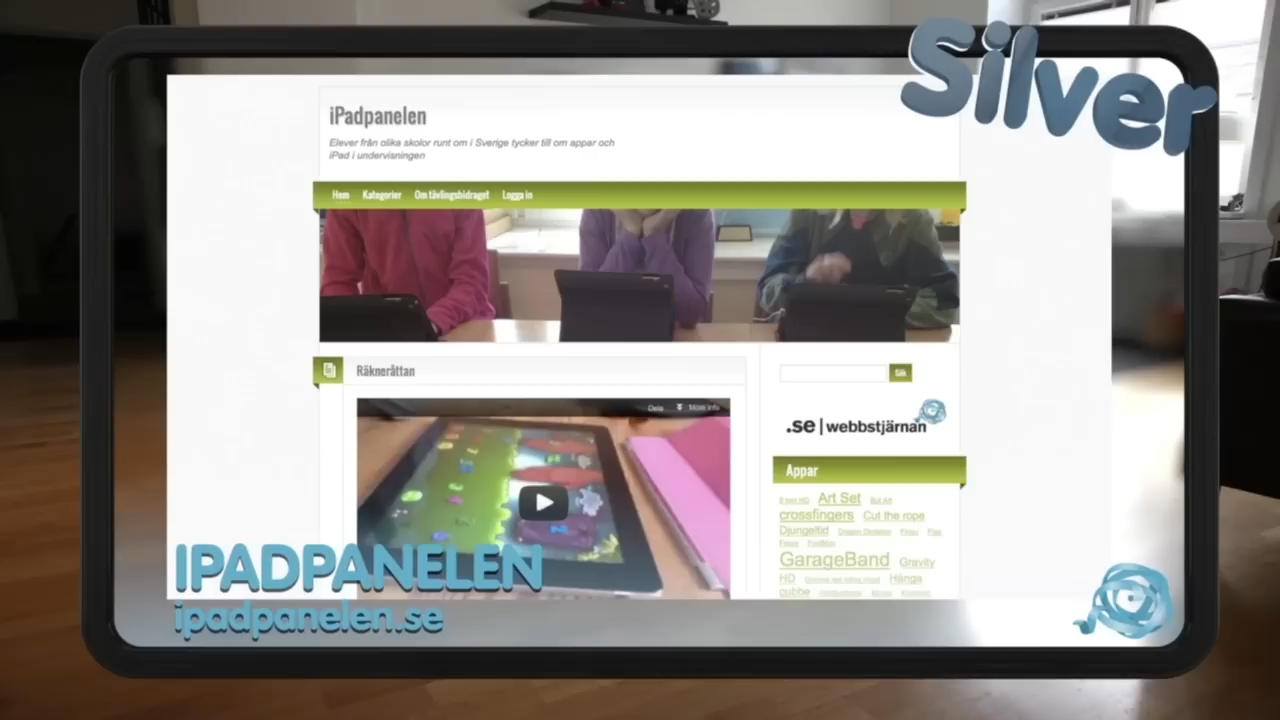 Silver
iPadpanelen
Elever från olika skolor runt om i Sverige tycker till om appar och
iPad i undervisningen
Hem Kategorier Om tävlingsbidraget Logga in
Räkneråttan
Sök
Dela More info
.se | webbstjärnan
Appar
Art Set
crossfingers Cut the rope
Djungeltid
GarageBand Gravity
HD Hänga
gubbe
IPADPANELEN
ipadpanelen.se